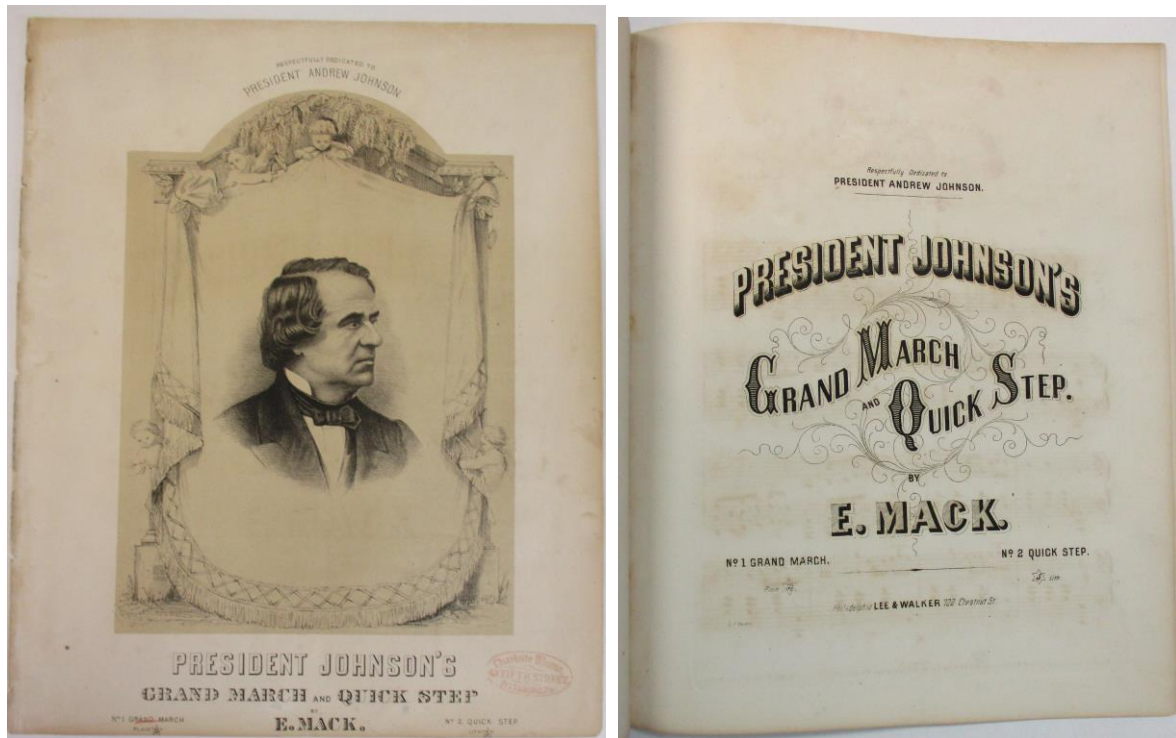 RESPECTFULLY DEDICATED TO
PRESIDENT ANDREW JOHNSON
PRESIDENT JOHNSON'S
GRAND MARCH AND QUICK STEP
BY
E. MACK.
Nº 1 GRAND MARCH
Nº 2 QUICK STEP
Respectfully Dedicated to
PRESIDENT ANDREW JOHNSON.
PRESIDENT JOHNSON'S
GRAND MARCH
AND QUICK STEP.
BY
E. MACK.
Nº 1 GRAND MARCH.
Nº 2 QUICK STEP.
Plain
Philadelphia LEE & WALKER 722 Chestnut St.